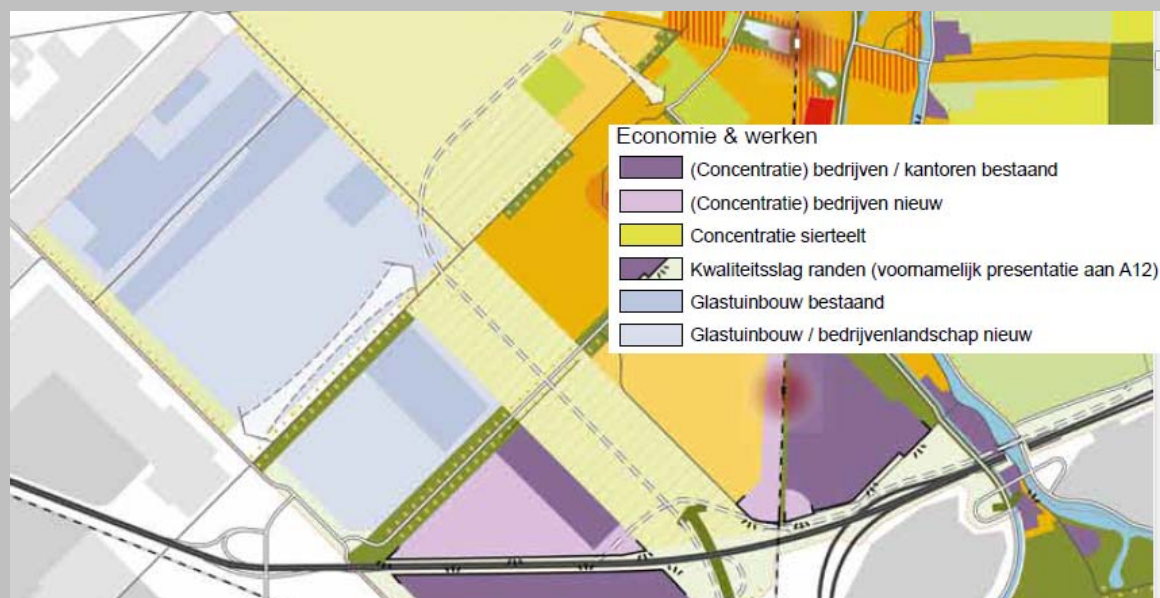 Economie & werken
(Concentratie) bedrijven / kantoren bestaand
(Concentratie) bedrijven nieuw
Concentratie sierteelt
Kwaliteitsslag randen (voornamelijk presentatie aan A12)
Glastuinbouw bestaand
Glastuinbouw / bedrijvenlandschap nieuw